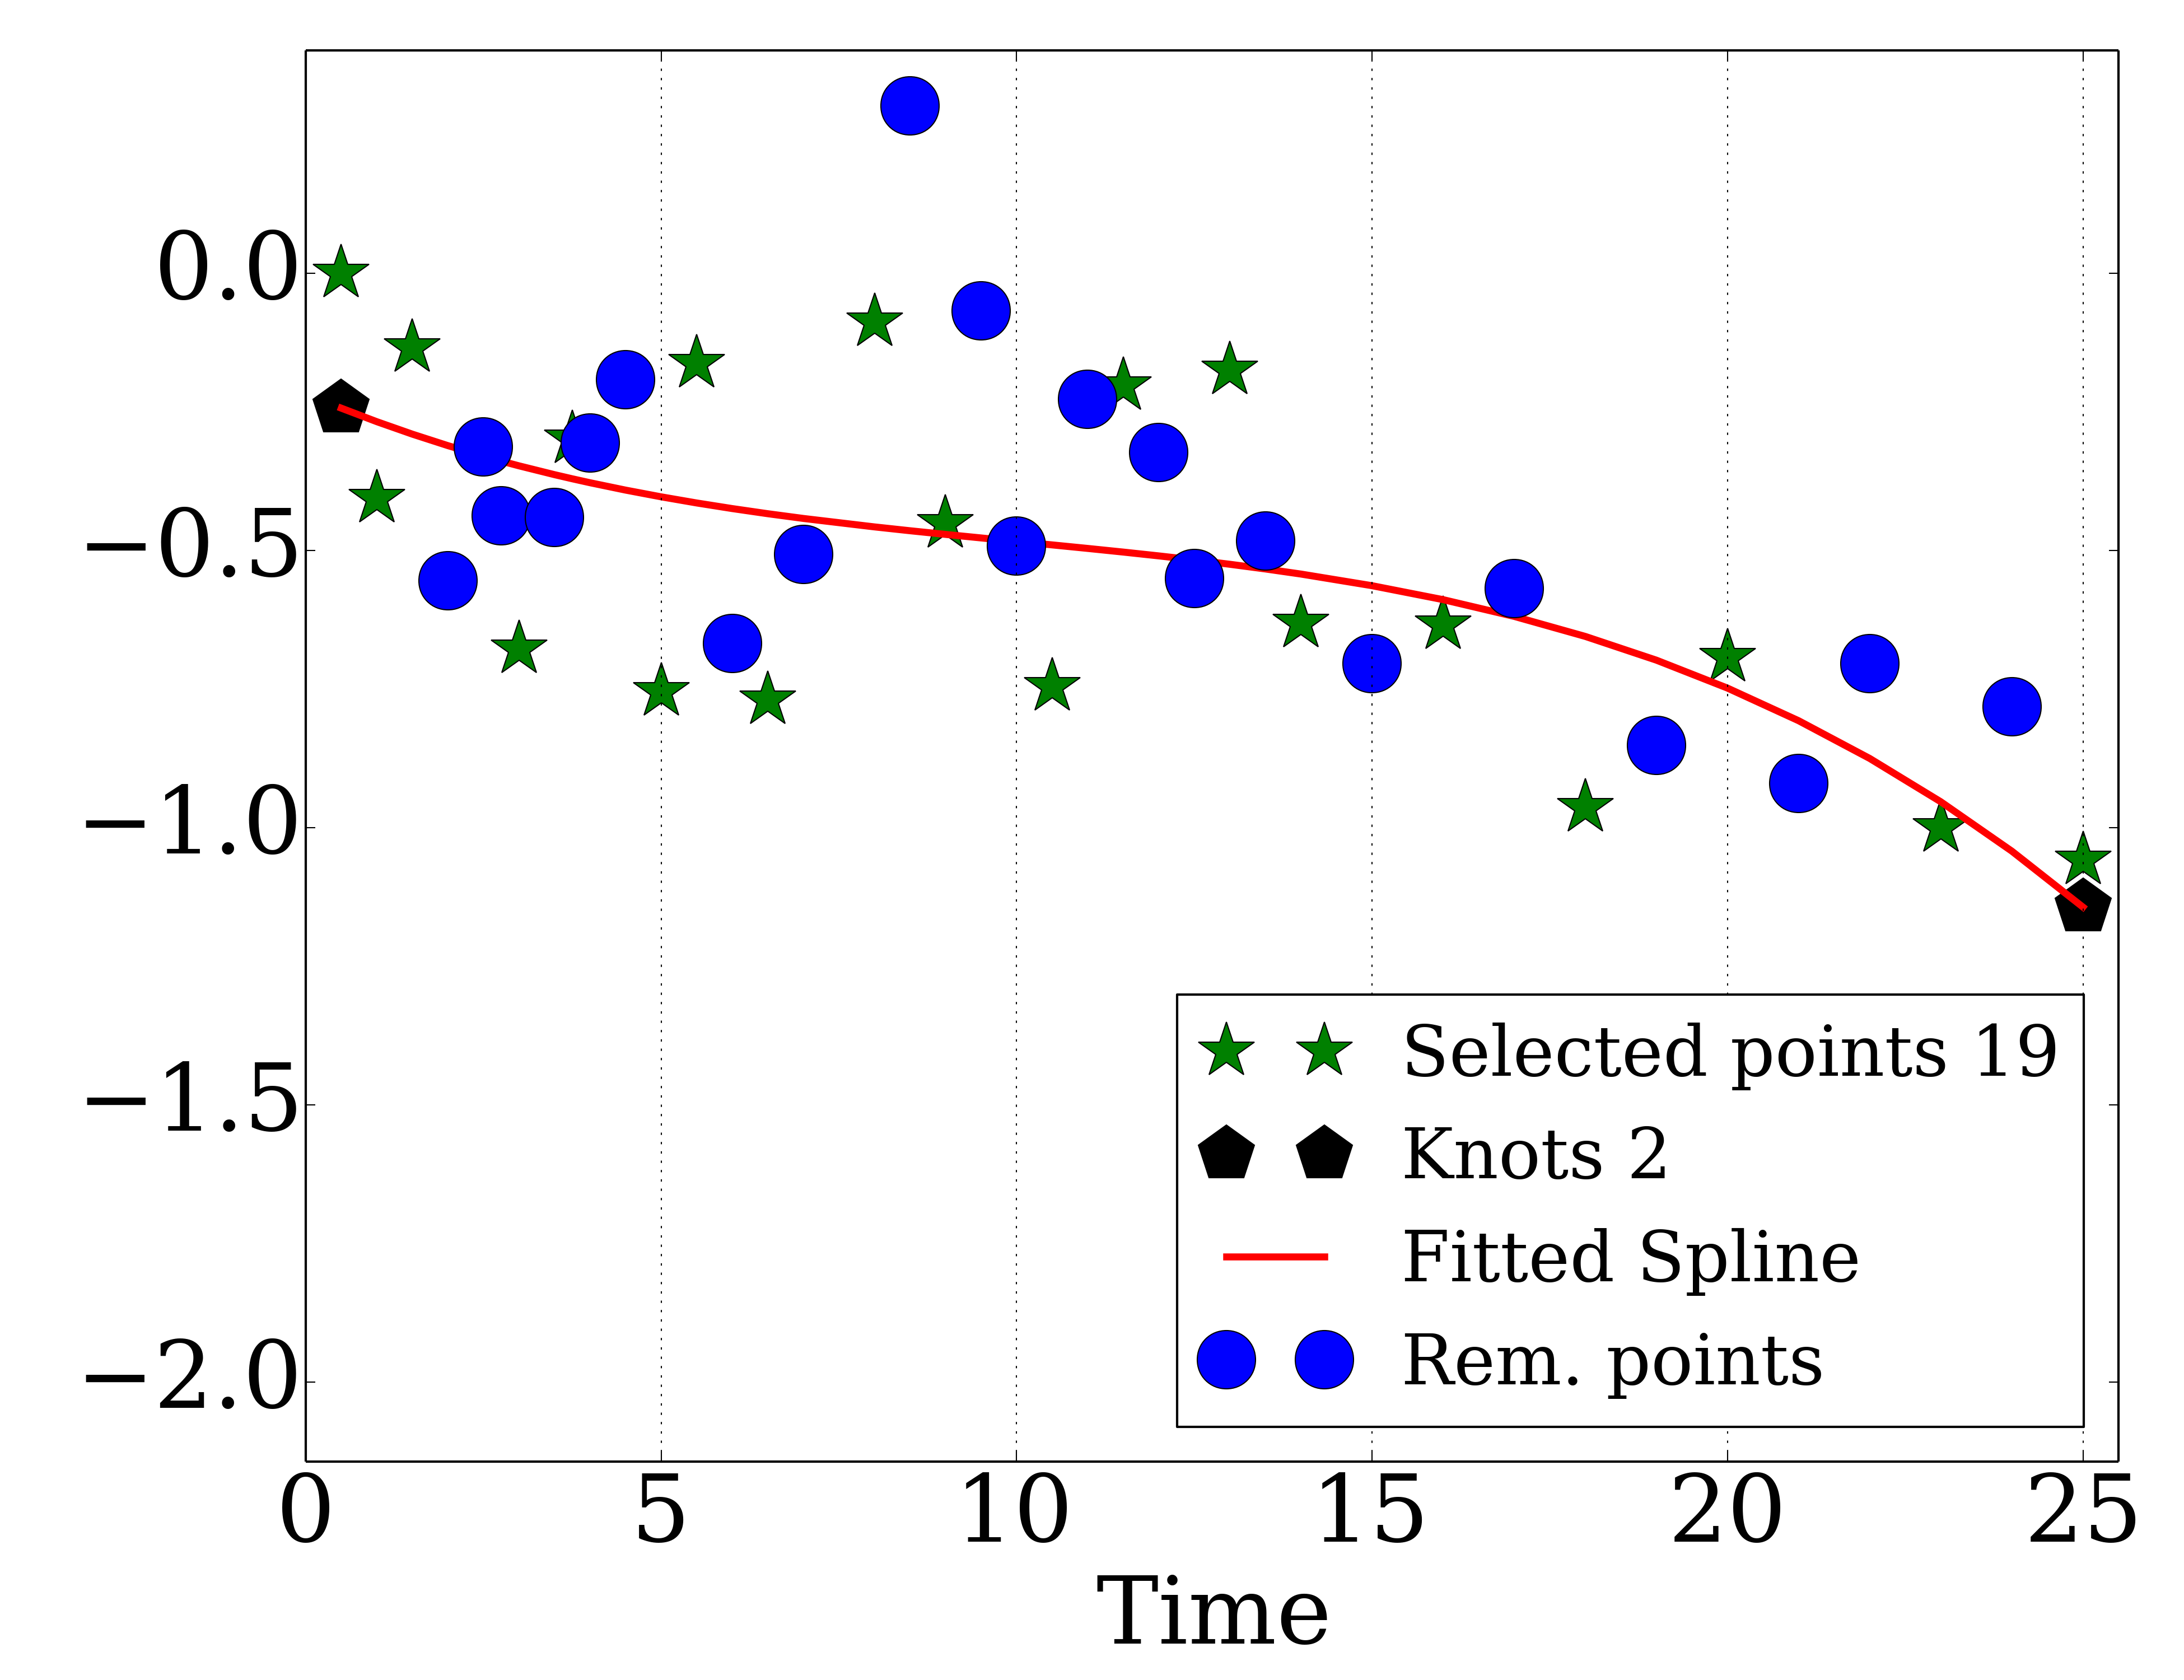 0.0
−0.5
−1.0
−1.5
−2.0
Selected points 19
Knots 2
Fitted Spline
Rem. points
0 5 10 15 20 25
Time